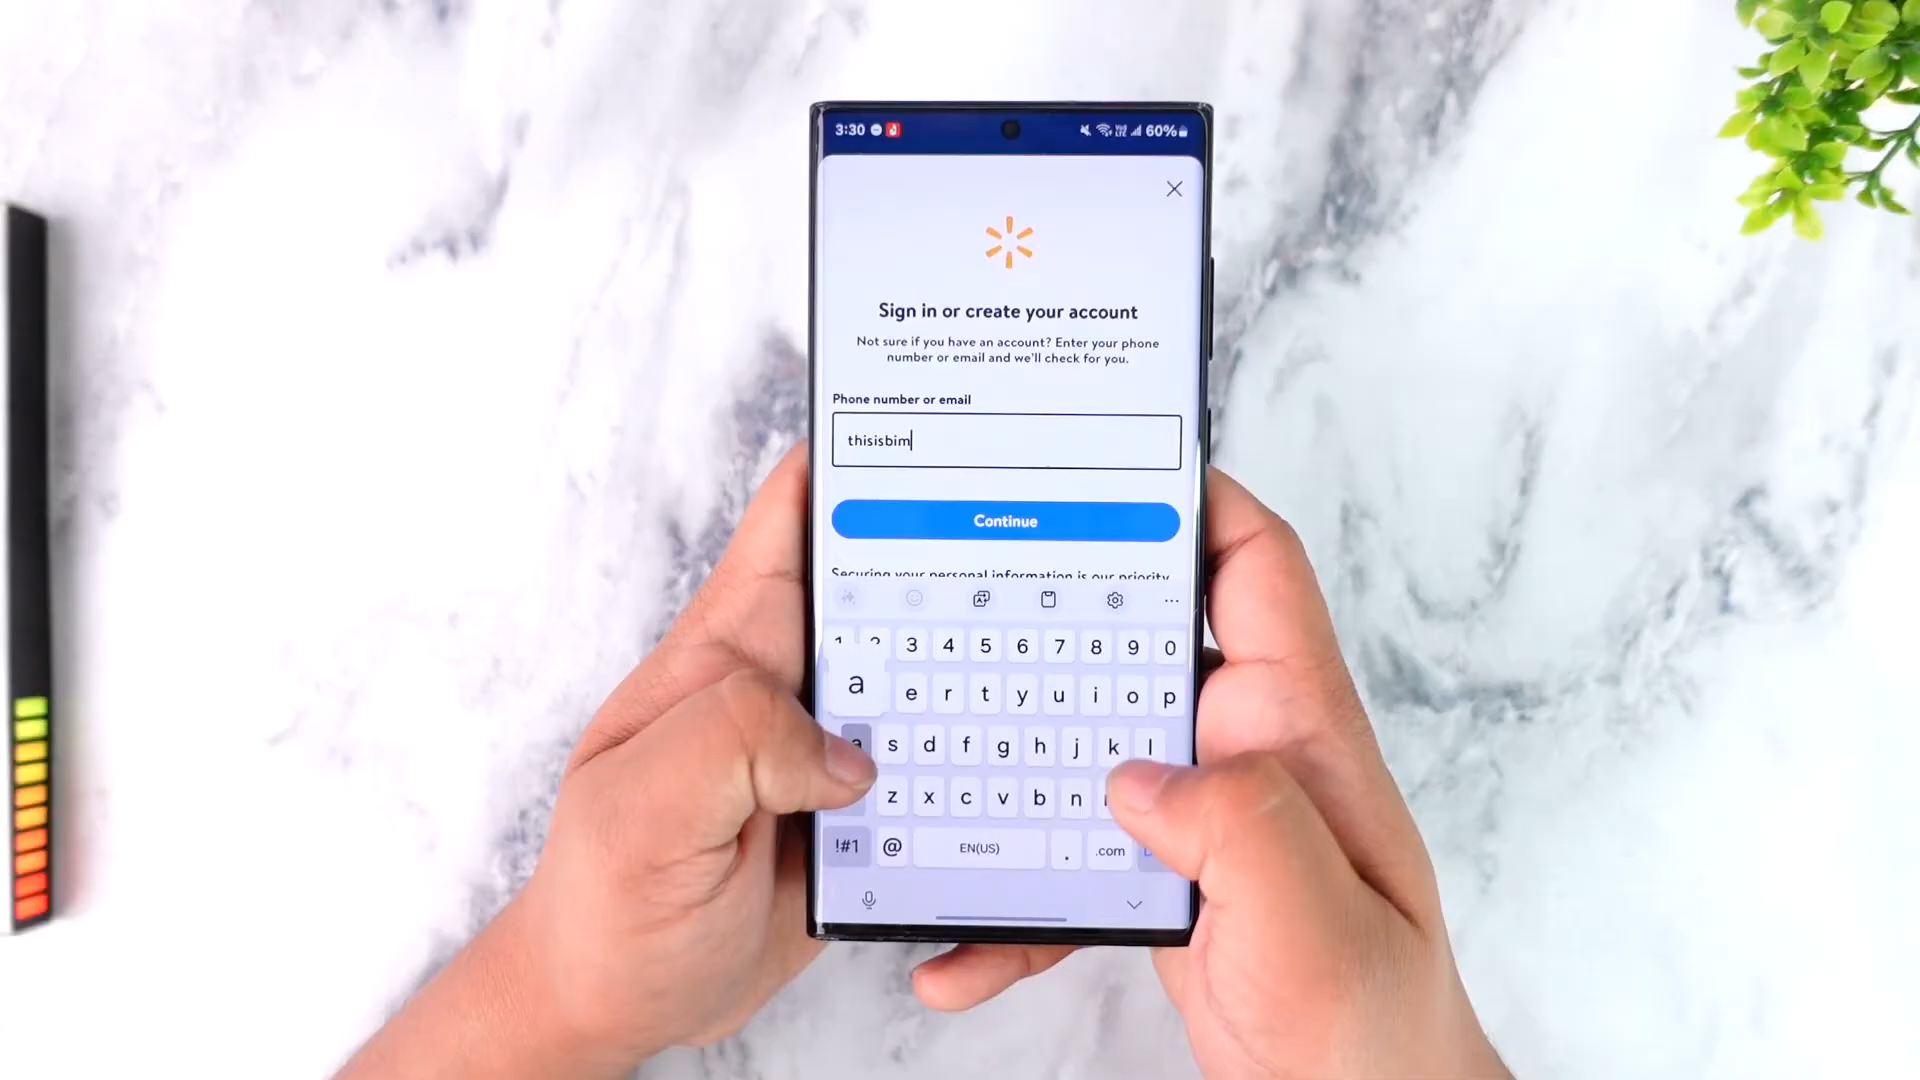 3:30
60%
Sign in or create your account
Not sure if you have an account? Enter your phone
number or email and we'll check for you.
Phone number or email
thisisbim
Continue
Securing your personal information is our priority.
1 2 3 4 5 6 7 8 9 0
a
e r t y u i o p
a s d f g h j k l
z x c v b n
!#1 @ EN(US) . .com